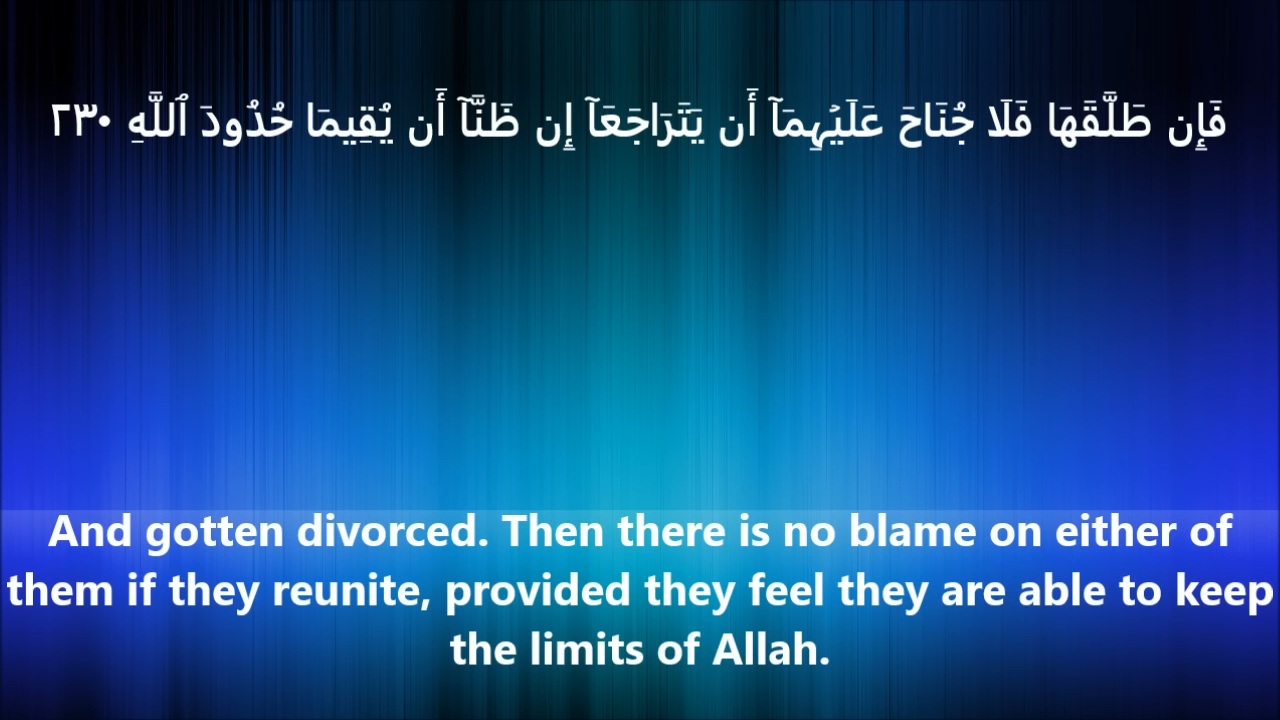 فَإِن طَلَّقَهَا فَلَا جُنَاحَ عَلَيۡهِمَآ أَن يَتَرَاجَعَآ إِن ظَنَّآ أَن يُقِيمَا حُدُودَ ٱللَّهِ ٢٣٠
And gotten divorced. Then there is no blame on either of
them if they reunite, provided they feel they are able to keep
the limits of Allah.